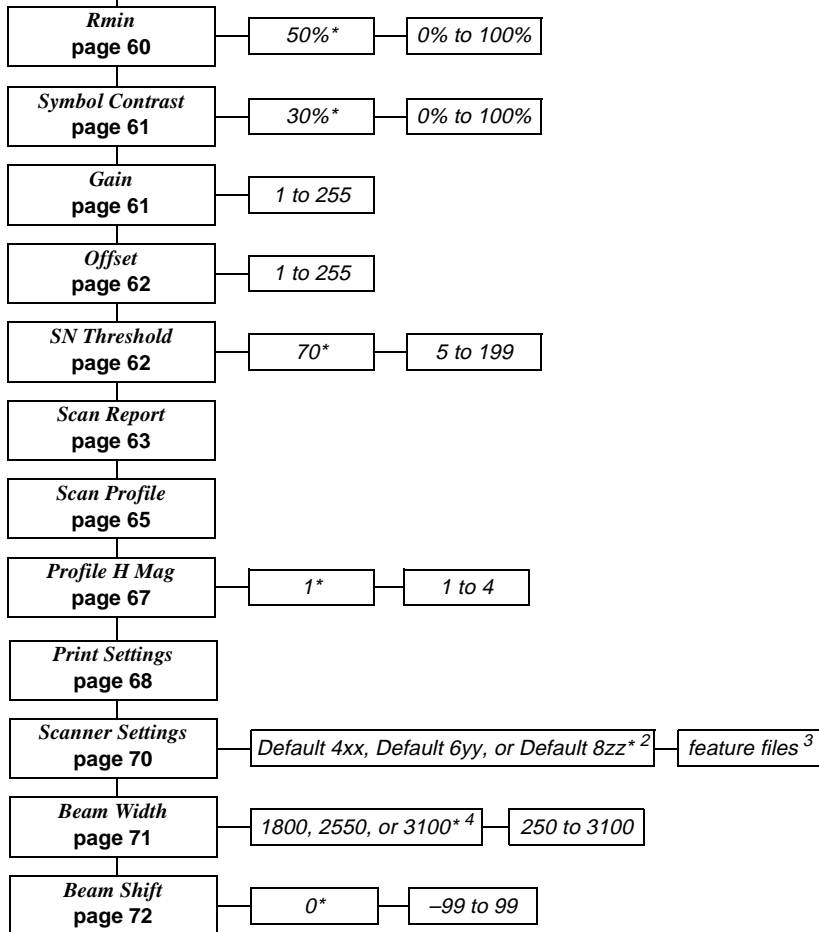 Rmin
page 60
50%*
0% to 100%
Symbol Contrast
page 61
30%*
0% to 100%
Gain
page 61
1 to 255
Offset
page 62
1 to 255
SN Threshold
page 62
70*
5 to 199
Scan Report
page 63
Scan Profile
page 65
Profile H Mag
page 67
1*
1 to 4
Print Settings
page 68
Scanner Settings
page 70
Default 4xx, Default 6yy, or Default 8zz* 2
feature files 3
Beam Width
page 71
1800, 2550, or 3100* 4
250 to 3100
Beam Shift
page 72
0*
–99 to 99